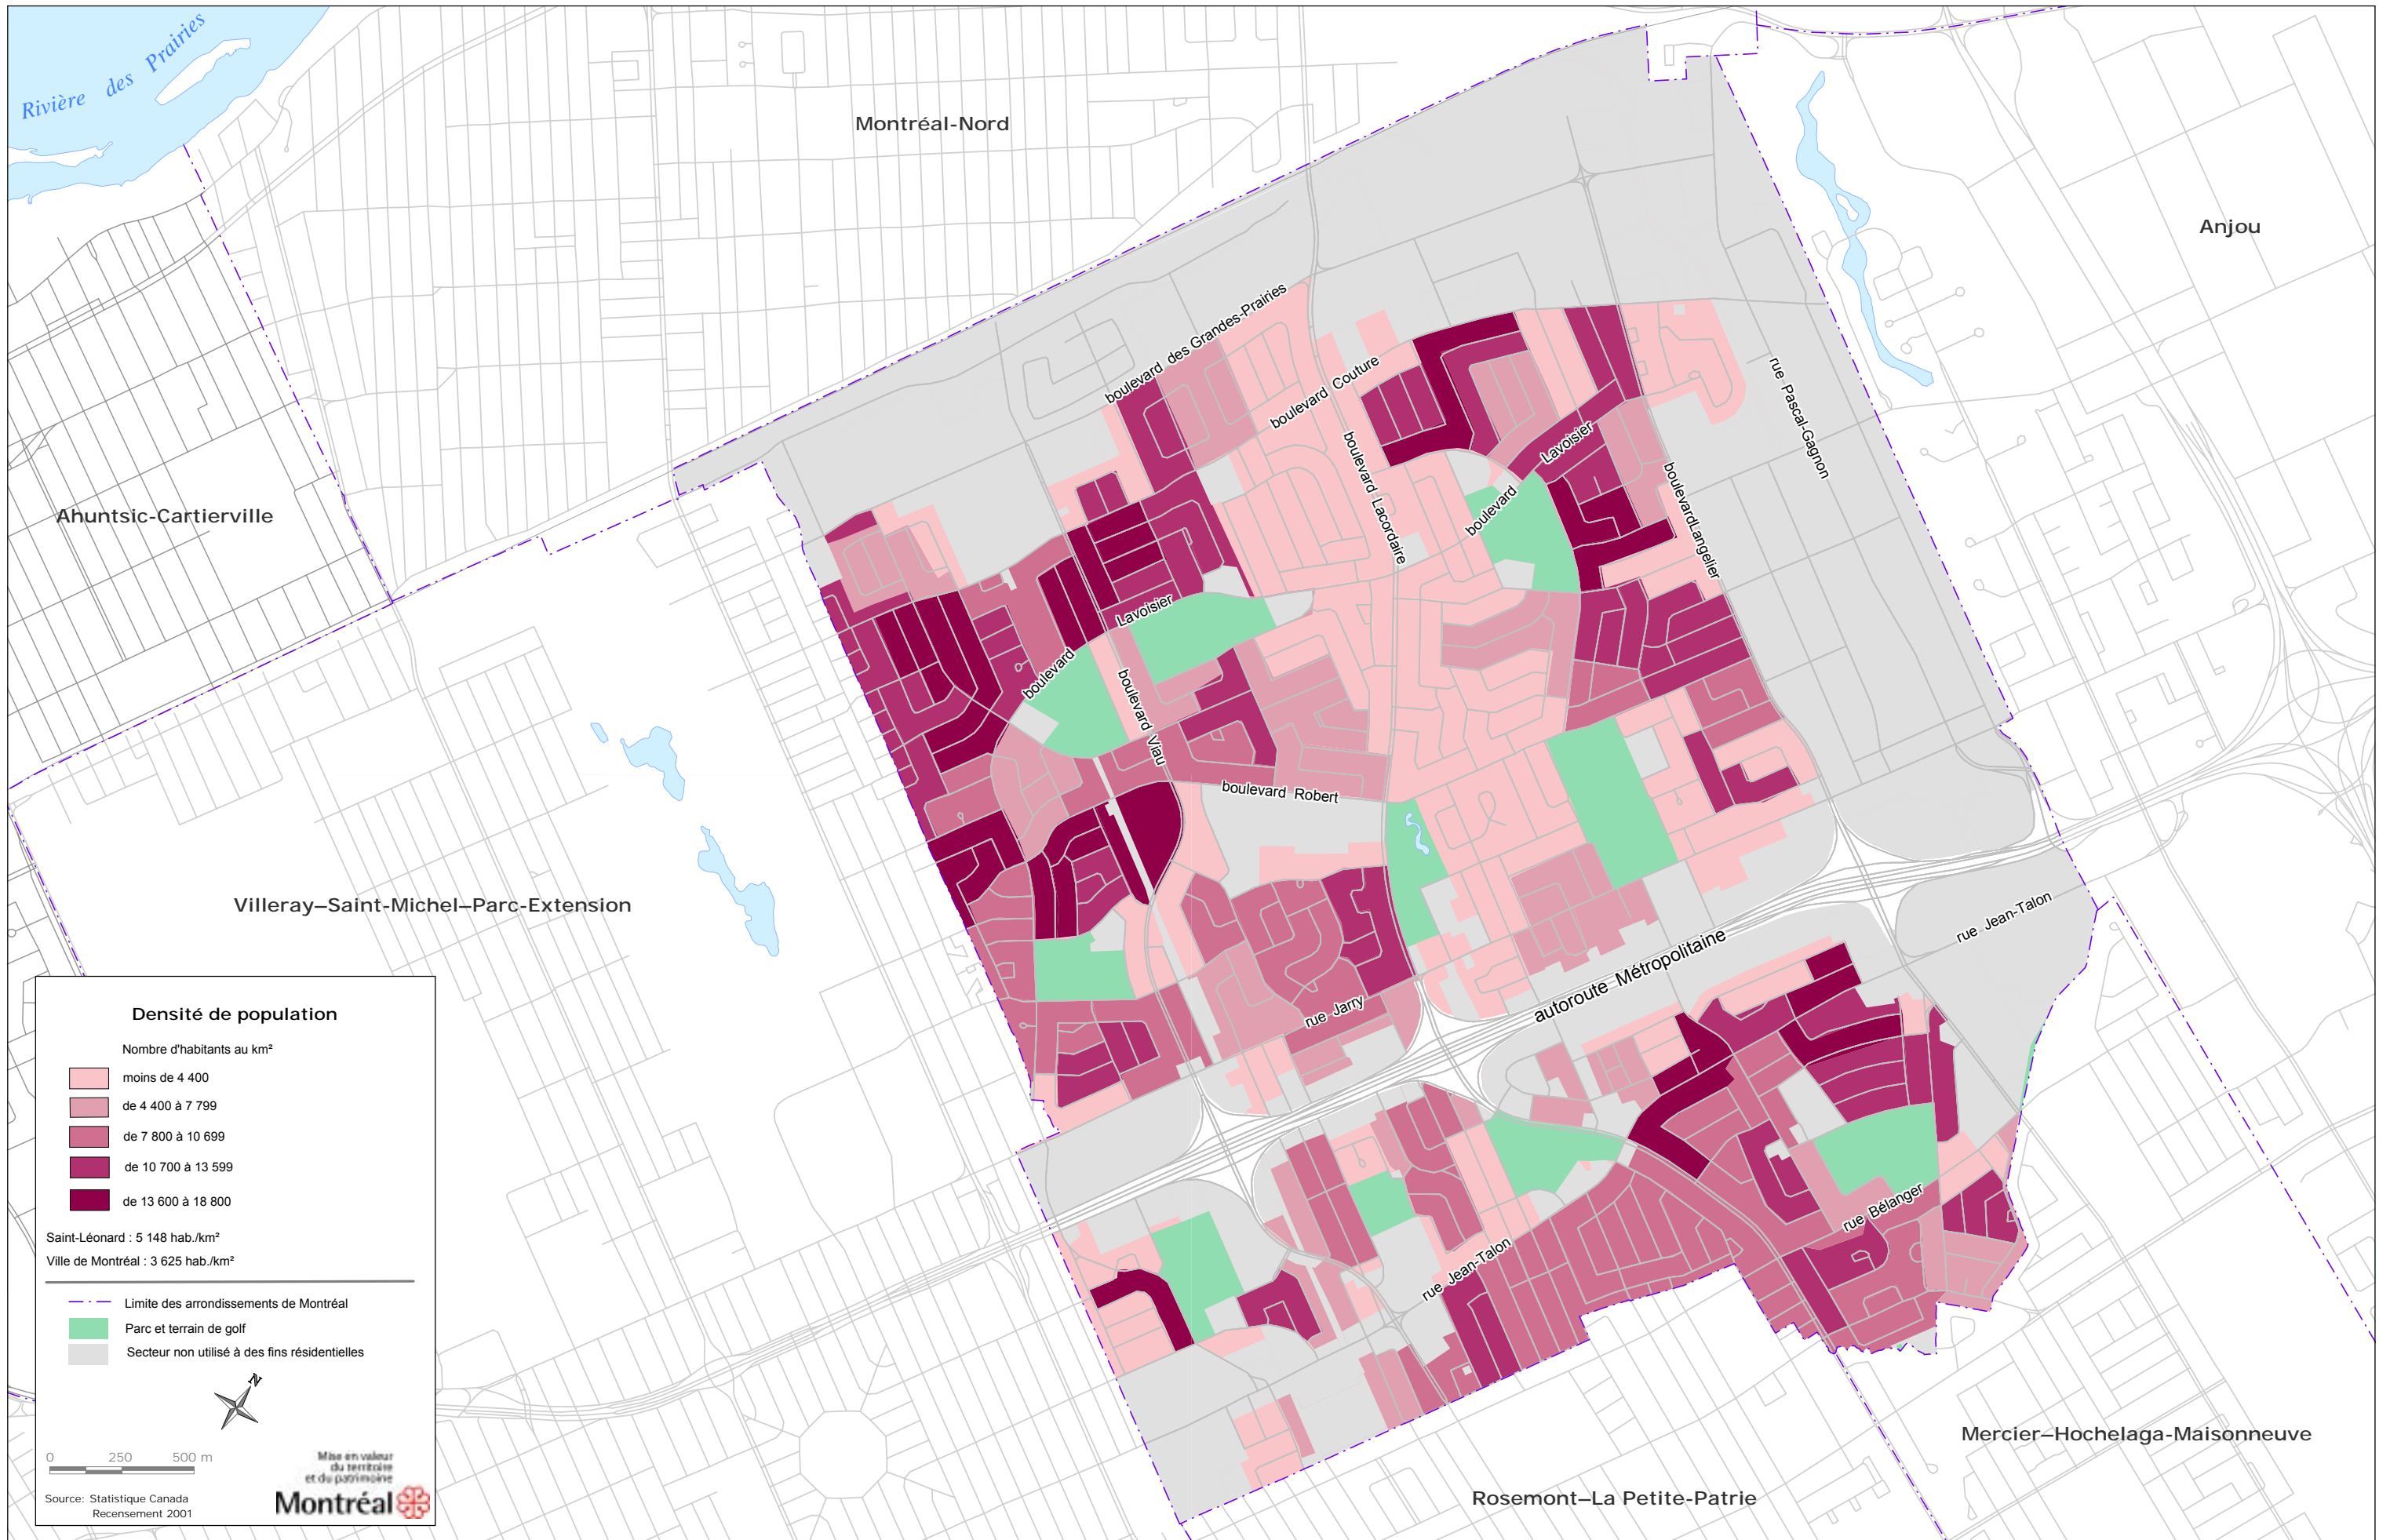 Rivière des Prairies
Montréal-Nord
Anjou
Ahuntsic-Cartierville
Villeray–Saint-Michel–Parc-Extension
boulevard des Grandes-Prairies
boulevard Couture
boulevard Lacordaire
boulevard Lavoisier
boulevard Langelier
rue Pascal-Gagnon
boulevard Lavoisier
boulevard Viau
boulevard Robert
rue Jarry
autoroute Métropolitaine
rue Jean-Talon
rue Jean-Talon
rue Bélanger
Mercier–Hochelaga-Maisonneuve
Rosemont–La Petite-Patrie
Densité de population
Nombre d'habitants au km²
moins de 4 400
de 4 400 à 7 799
de 7 800 à 10 699
de 10 700 à 13 599
de 13 600 à 18 800
Saint-Léonard : 5 148 hab./km²
Ville de Montréal : 3 625 hab./km²
Limite des arrondissements de Montréal
Parc et terrain de golf
Secteur non utilisé à des fins résidentielles
N
0 250 500 m
Mise en valeur
du territoire
et du patrimoine
Montréal
Source: Statistique Canada
Recensement 2001